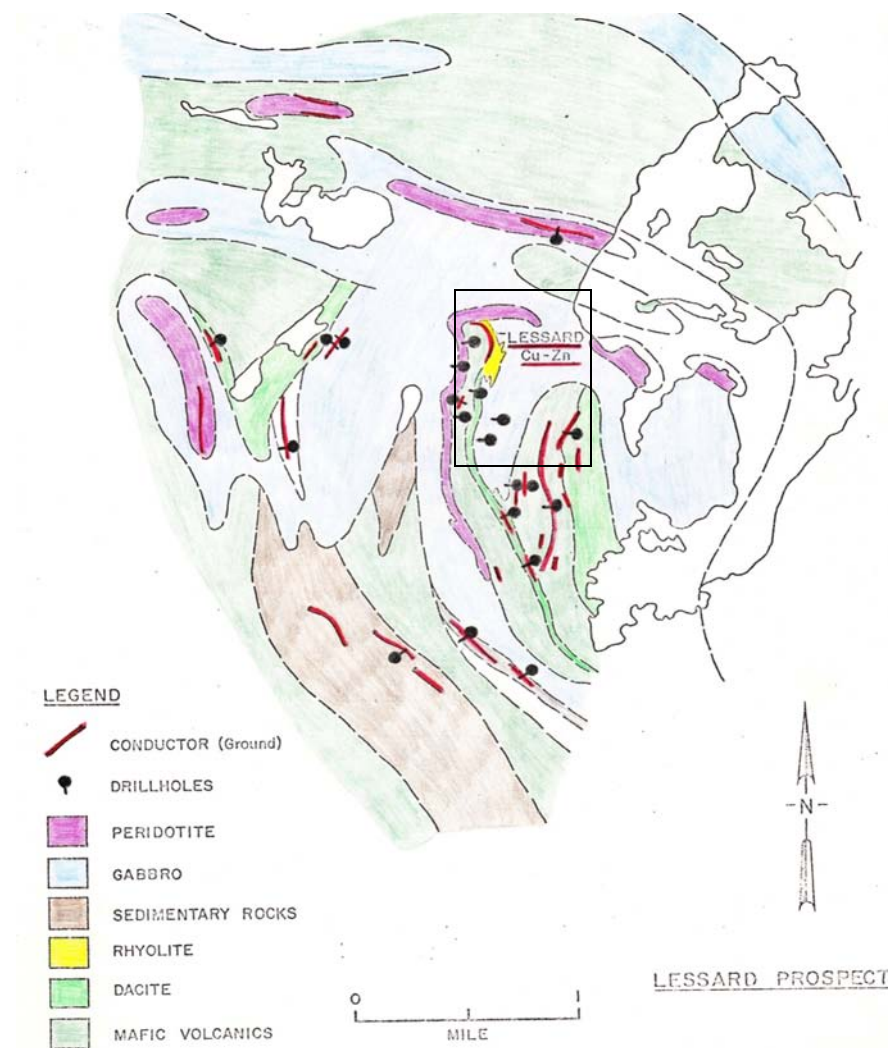 LESSARD
Cu-Zn
LEGEND
CONDUCTOR (Ground)
DRILLHOLES
PERIDOTITE
GABBRO
SEDIMENTARY ROCKS
RHYOLITE
DACITE
MAFIC VOLCANICS
0 1
MILE
-N-
LESSARD PROSPECT